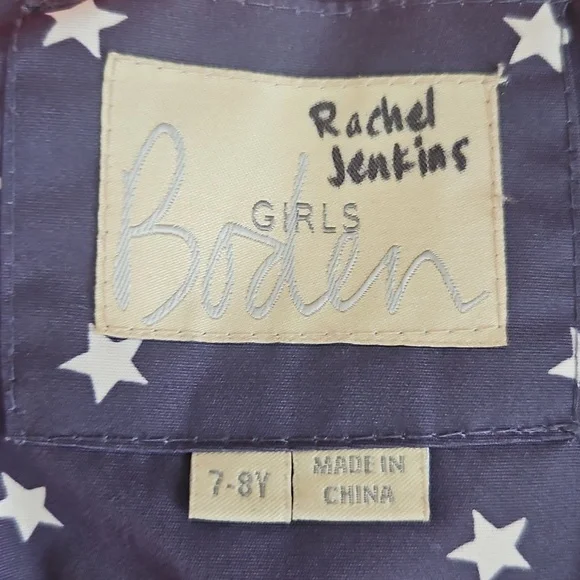 Rachel
Jenkins
GIRLS
Boden
7-8Y
MADE IN
CHINA